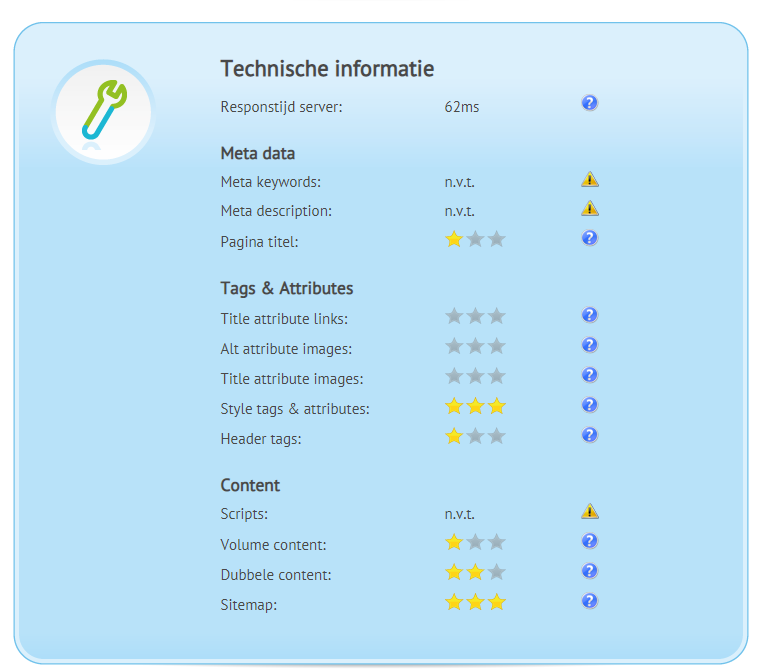 Technische informatie
Responstijd server: 62ms
Meta data
Meta keywords: n.v.t.
Meta description: n.v.t.
Pagina titel:
Tags & Attributes
Title attribute links:
Alt attribute images:
Title attribute images:
Style tags & attributes:
Header tags:
Content
Scripts: n.v.t.
Volume content:
Dubbele content:
Sitemap: